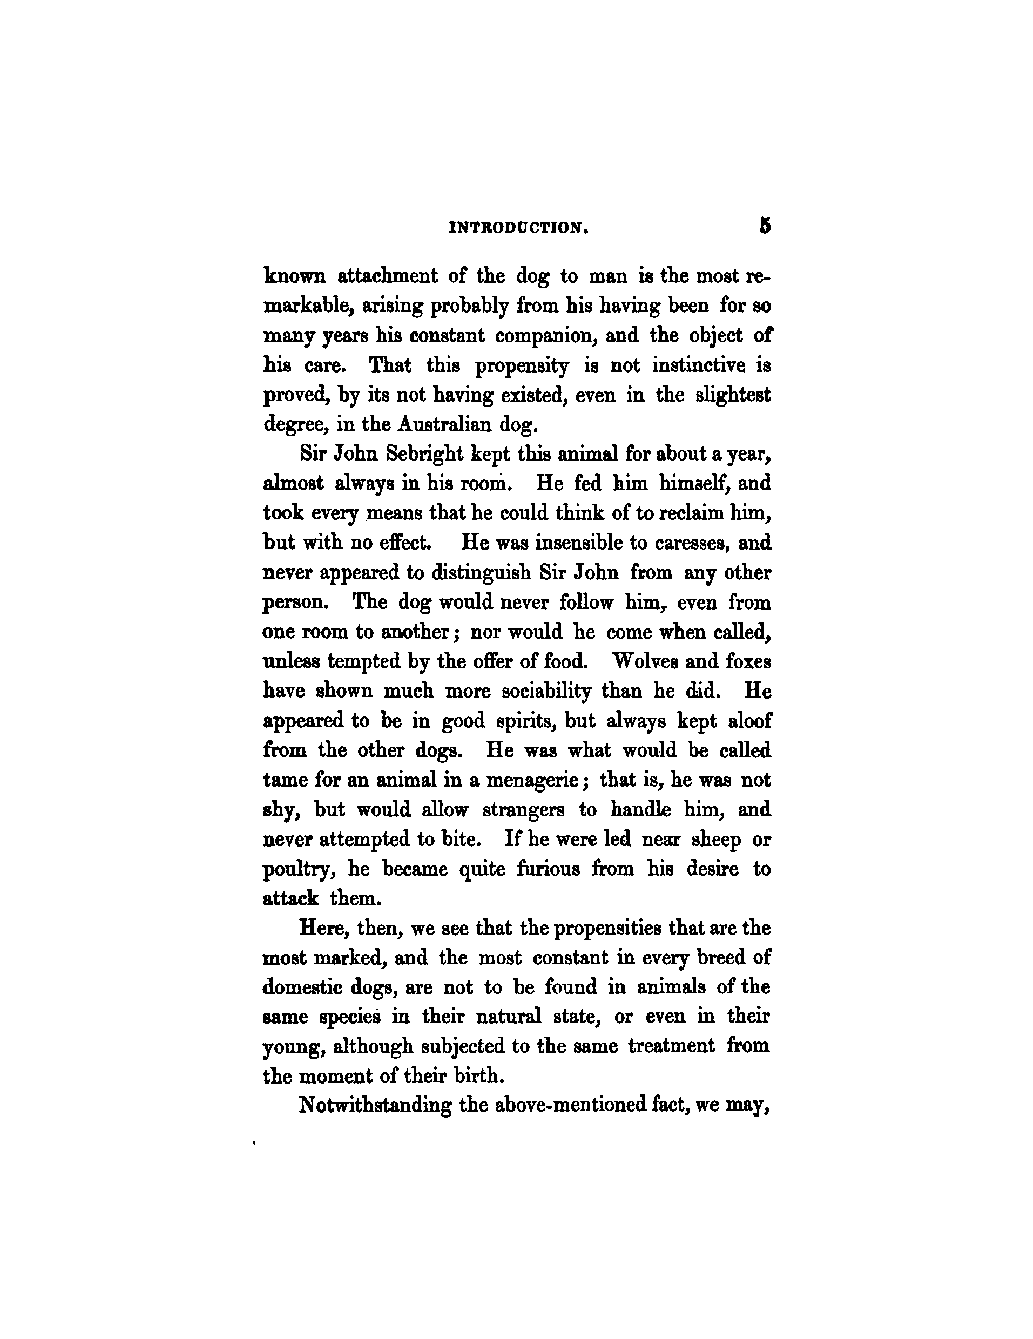 INTRODUCTION. 5
known attachment of the dog to man is the most re-
markable, arising probably from his having been for so
many years his constant companion, and the object of
his care. That this propensity is not instinctive is
proved, by its not having existed, even in the slightest
degree, in the Australian dog.
Sir John Sebright kept this animal for about a year,
almost always in his room. He fed him himself, and
took every means that he could think of to reclaim him,
but with no effect. He was insensible to caresses, and
never appeared to distinguish Sir John from any other
person. The dog would never follow him, even from
one room to another; nor would he come when called,
unless tempted by the offer of food. Wolves and foxes
have shown much more sociability than he did. He
appeared to be in good spirits, but always kept aloof
from the other dogs. He was what would be called
tame for an animal in a menagerie; that is, he was not
shy, but would allow strangers to handle him, and
never attempted to bite. If he were led near sheep or
poultry, he became quite furious from his desire to
attack them.
Here, then, we see that the propensities that are the
most marked, and the most constant in every breed of
domestic dogs, are not to be found in animals of the
same species in their natural state, or even in their
young, although subjected to the same treatment from
the moment of their birth.
Notwithstanding the above-mentioned fact, we may,